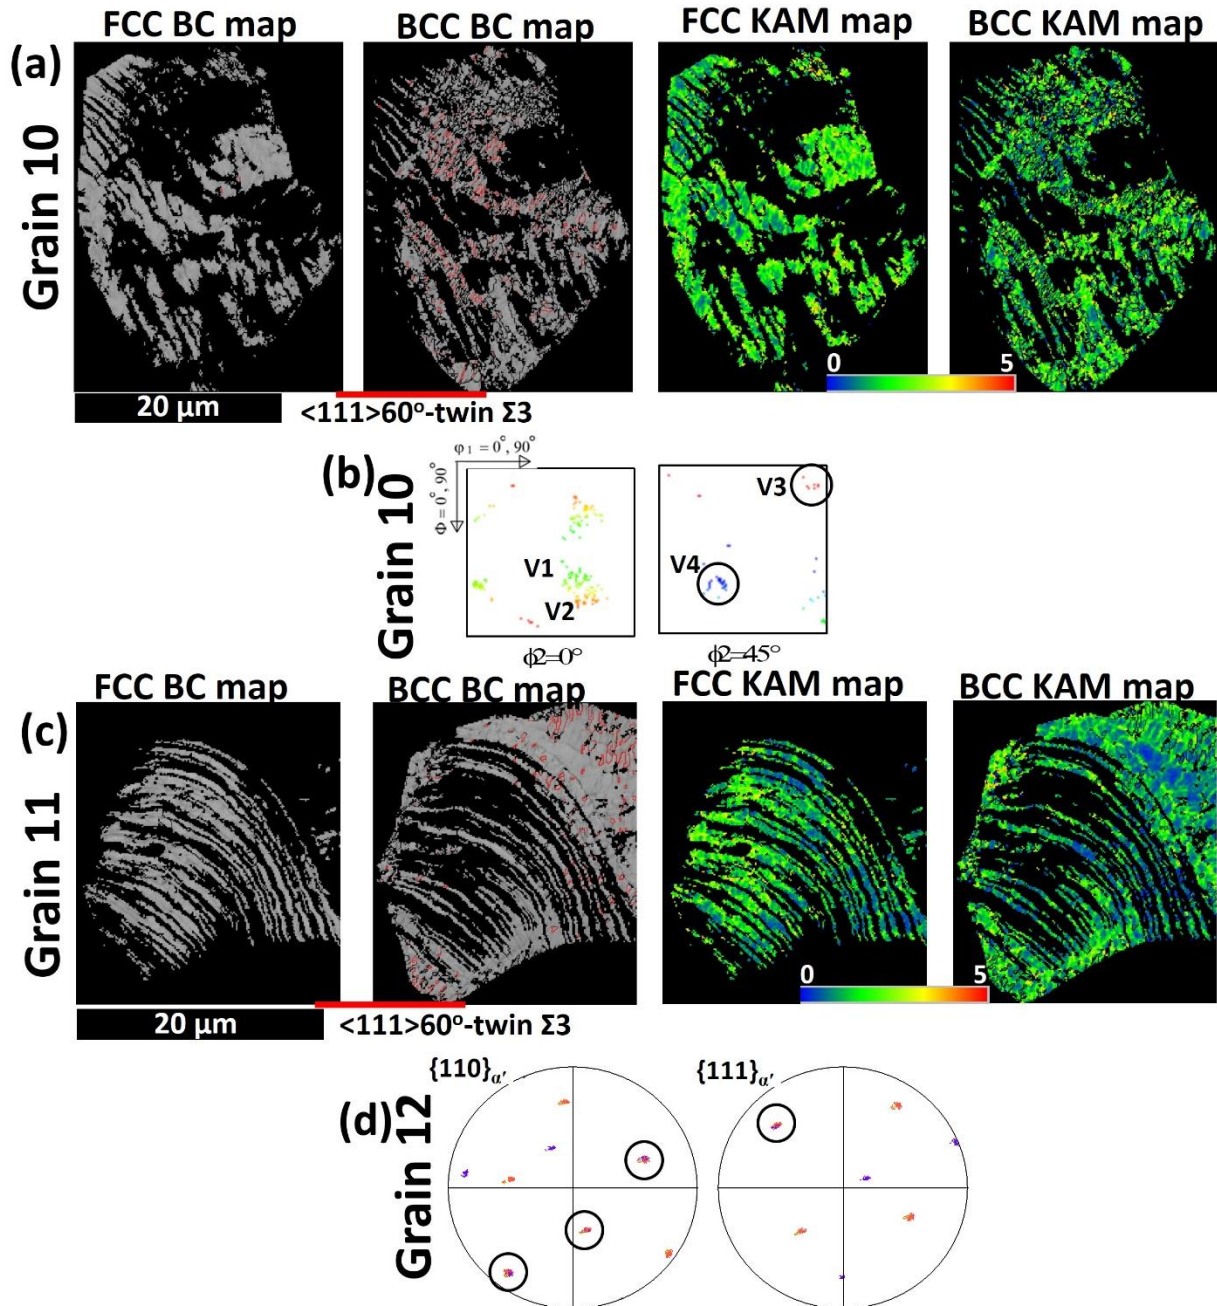 FCC BC map BCC BC map FCC KAM map BCC KAM map
(a)
Grain 10
0 5
20 μm
<111>60°-twin Σ3
(b)
Grain 10
φ₁ = 0°, 90°
Φ = 0°, 90°
V1
V2
V3
V4
ϕ2=0° ϕ2=45°
FCC BC map BCC BC map FCC KAM map BCC KAM map
(c)
Grain 11
0 5
20 μm
<111>60°-twin Σ3
(d)
Grain 12
{110}α′ {111}α′